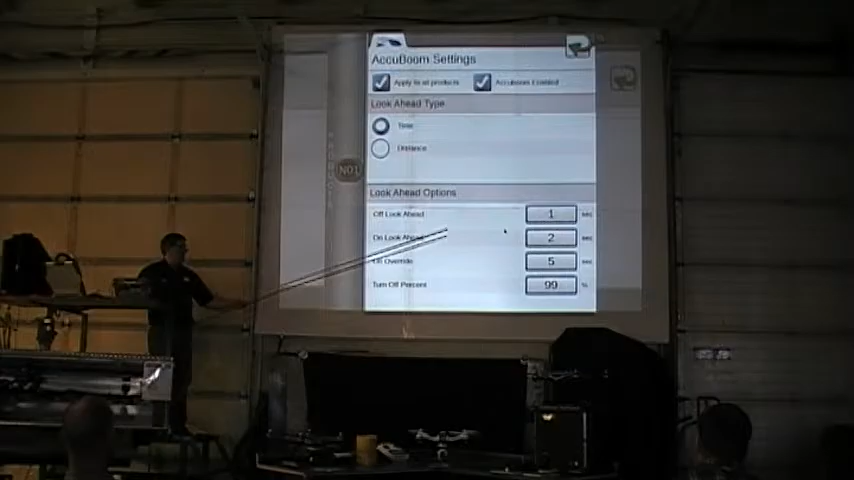 AccuBoom Settings
Apply to all products
AccuBoom Enabled
Look Ahead Type
Time
Distance
NO1
Look Ahead Options
Off Look Ahead 1 sec
On Look Ahead 2 sec
Override 5 sec
Turn Off Percent 99 %